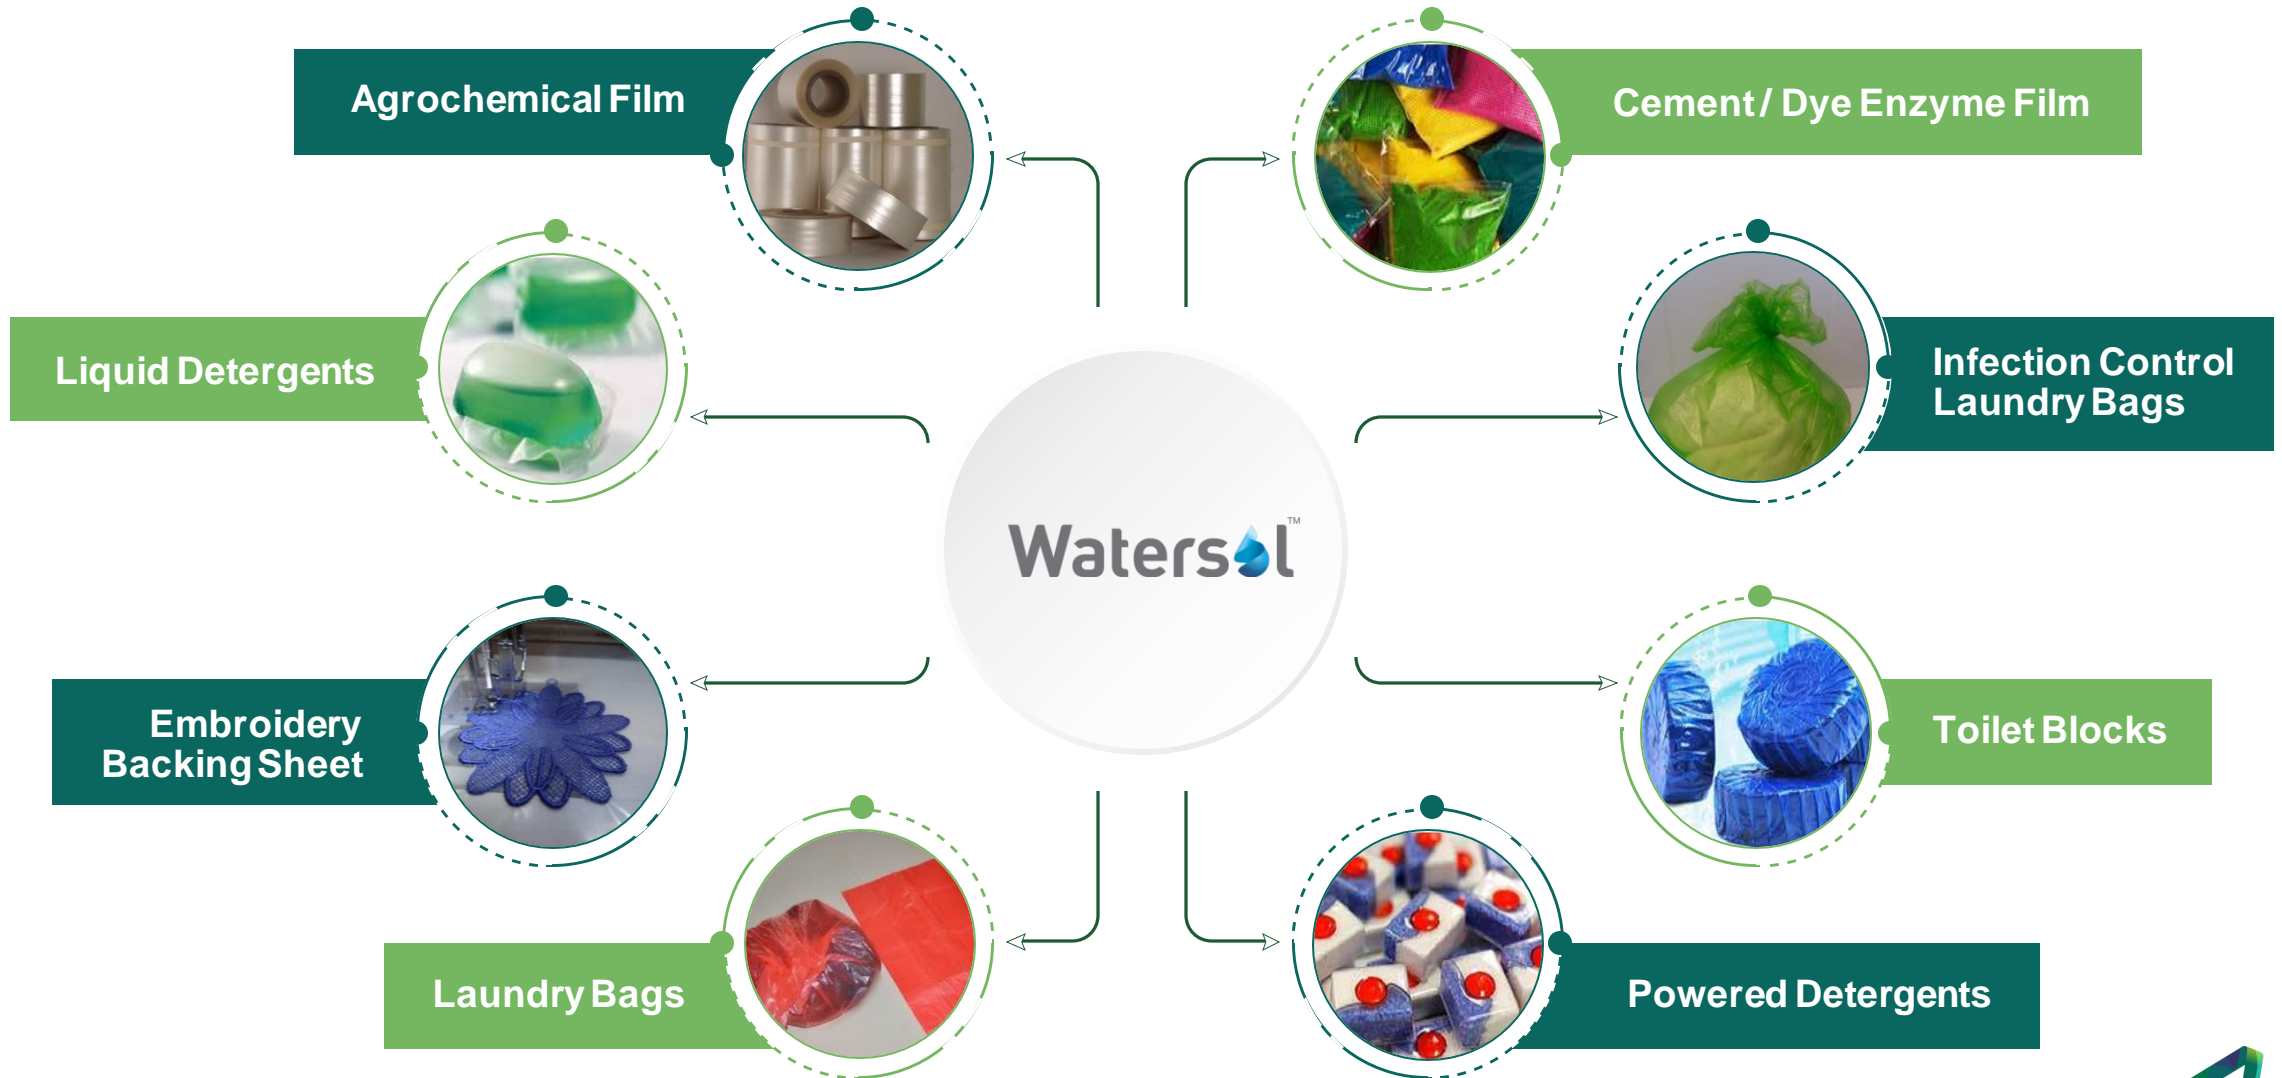 Agrochemical Film
Cement / Dye Enzyme Film
Liquid Detergents
Infection Control
Laundry Bags
Watersol™
Embroidery
Backing Sheet
Toilet Blocks
Laundry Bags
Powered Detergents